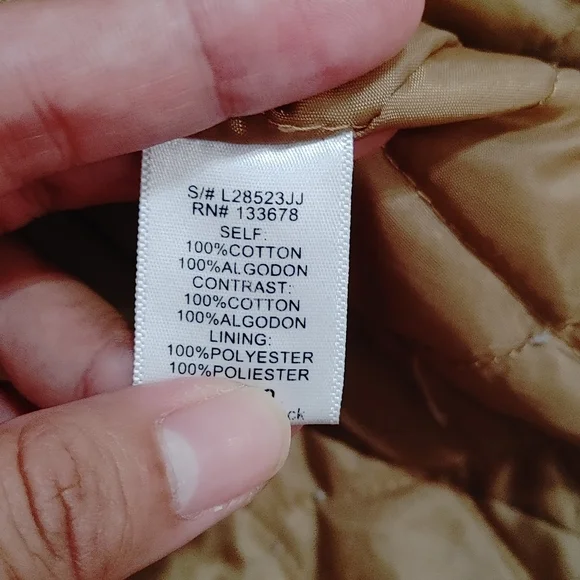 S/# L28523JJ
RN# 133678
SELF:
100%COTTON
100%ALGODON
CONTRAST:
100%COTTON
100%ALGODON
LINING:
100%POLYESTER
100%POLIESTER